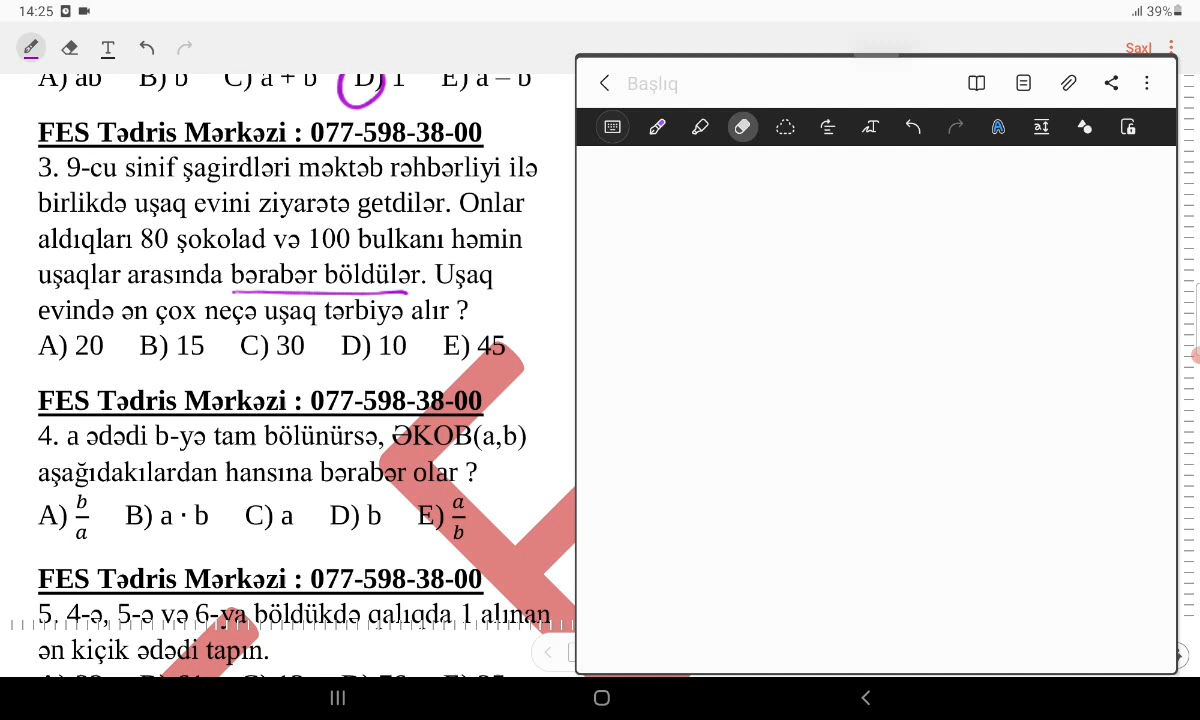 14:25
39%
Saxl
A) ab B) b C) a + b D) 1 E) a – b
Başlıq
FES Tədris Mərkəzi : 077-598-38-00
3. 9-cu sinif şagirdləri məktəb rəhbərliyi ilə
birlikdə uşaq evini ziyarətə getdilər. Onlar
aldıqları 80 şokolad və 100 bulkanı həmin
uşaqlar arasında bərabər böldülər. Uşaq
evində ən çox neçə uşaq tərbiyə alır ?
A) 20 B) 15 C) 30 D) 10 E) 45
FES Tədris Mərkəzi : 077-598-38-00
4. a ədədi b-yə tam bölünürsə, ƏKOB(a,b)
aşağıdakılardan hansına bərabər olar ?
A) b/a B) a · b C) a D) b E) a/b
FES Tədris Mərkəzi : 077-598-38-00
5. 4-ə, 5-ə və 6-ya böldükdə qalıqda 1 alınan
ən kiçik ədədi tapın.